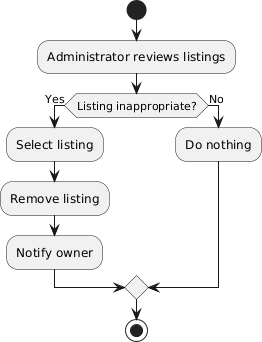 Administrator reviews listings
Yes
Listing inappropriate?
No
Select listing
Do nothing
Remove listing
Notify owner